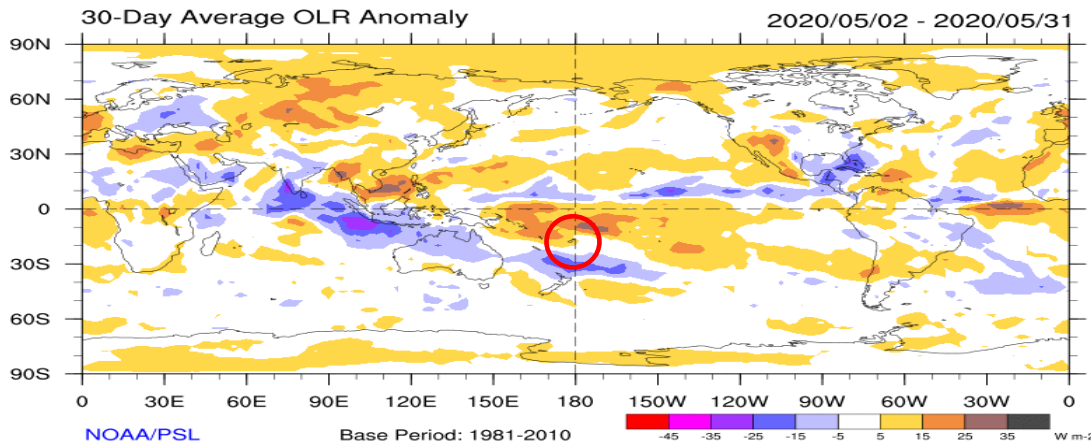 30-Day Average OLR Anomaly 2020/05/02 - 2020/05/31
90N
60N
30N
0
30S
60S
90S
0 30E 60E 90E 120E 150E 180 150W 120W 90W 60W 30W 0
NOAA/PSL Base Period: 1981-2010
-45 -35 -25 -15 -5 5 15 25 35 W m-2